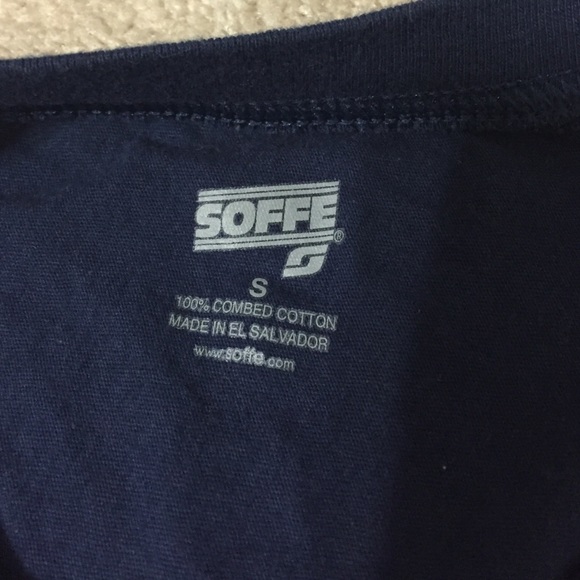 SOFFE®
S
100% COMBED COTTON
MADE IN EL SALVADOR
www.soffe.com